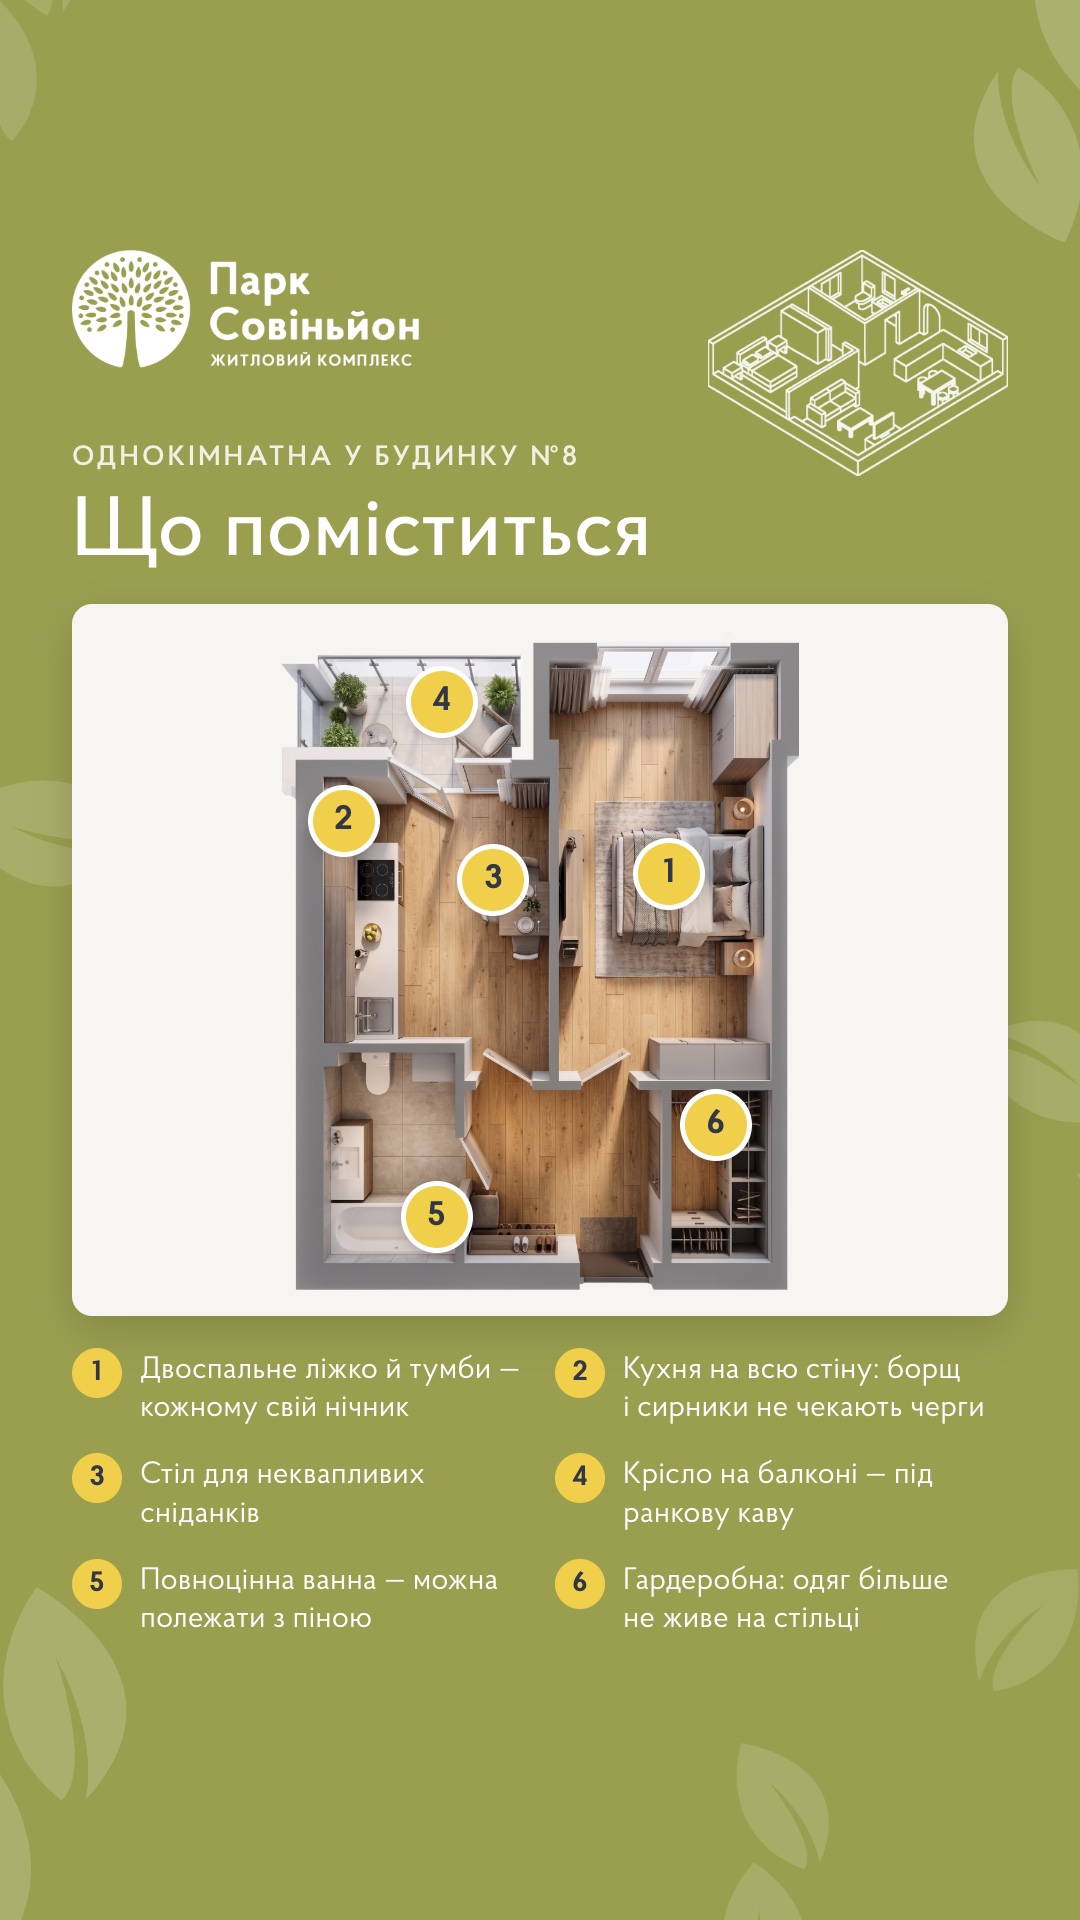 Парк
Совіньйон
ЖИТЛОВИЙ КОМПЛЕКС
ОДНОКІМНАТНА У БУДИНКУ №8
Що поміститься
4
2
3
1
6
5
1 Двоспальне ліжко й тумби —
кожному свій нічник
2 Кухня на всю стіну: борщ
і сирники не чекають черги
3 Стіл для неквапливих
сніданків
4 Крісло на балконі — під
ранкову каву
5 Повноцінна ванна — можна
полежати з піною
6 Гардеробна: одяг більше
не живе на стільці